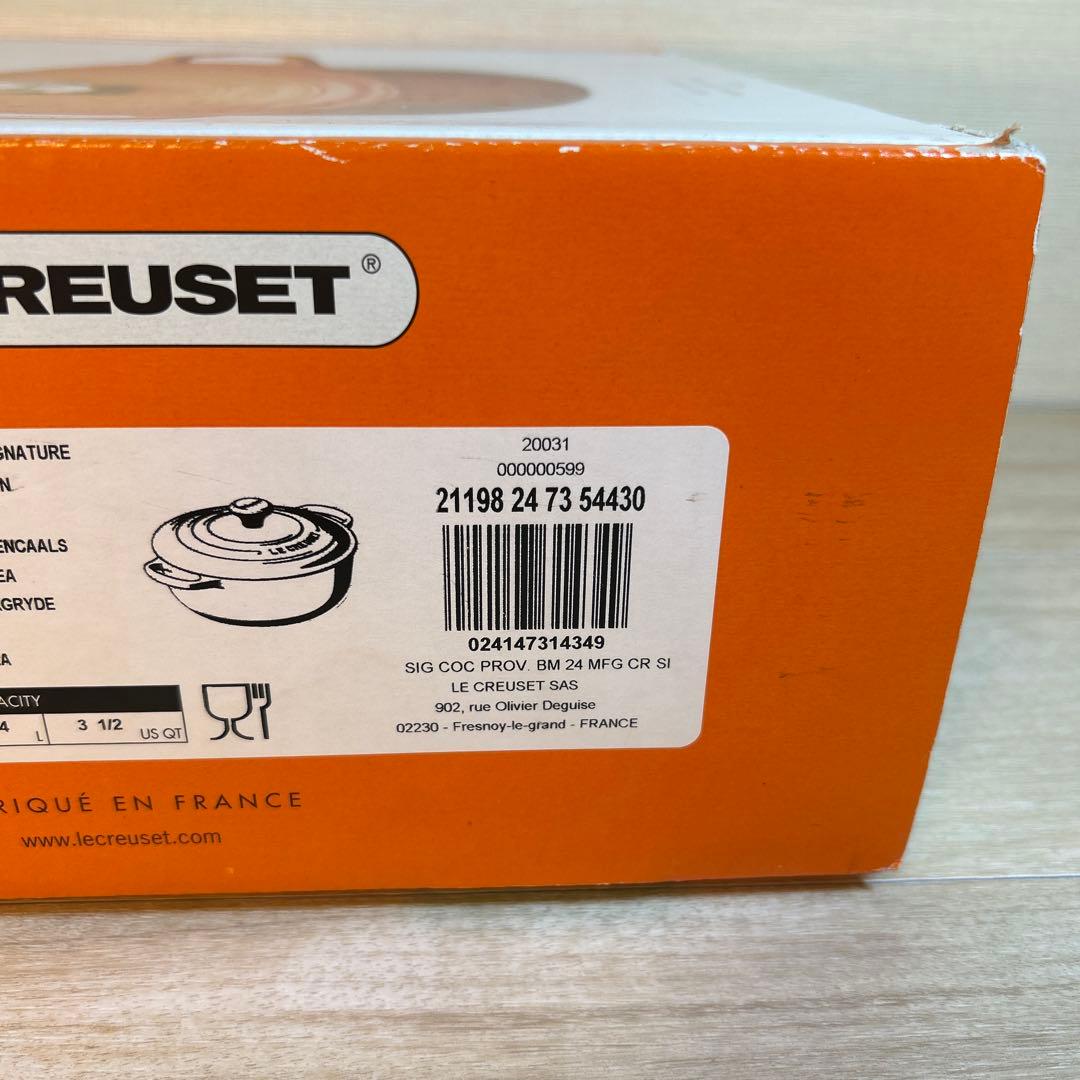 REUSET®
GNATURE
N
ENCAALS
EA
GRYDE
A
ACITY
4 L 3 1/2 US QT
LE CREUSET
20031
000000599
21198 24 73 54430
024147314349
SIG COC PROV. BM 24 MFG CR SI
LE CREUSET SAS
902, rue Olivier Deguise
02230 - Fresnoy-le-grand - FRANCE
RIQUÉ EN FRANCE
www.lecreuset.com